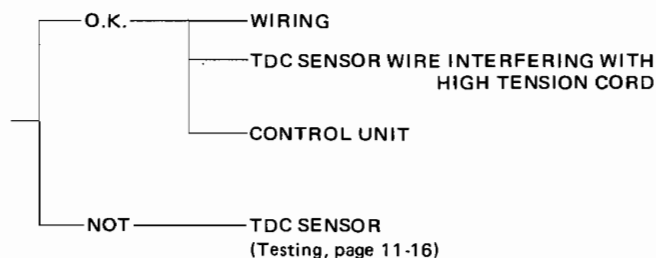 O.K. WIRING
TDC SENSOR WIRE INTERFERING WITH
HIGH TENSION CORD
CONTROL UNIT
NOT TDC SENSOR
(Testing, page 11-16)